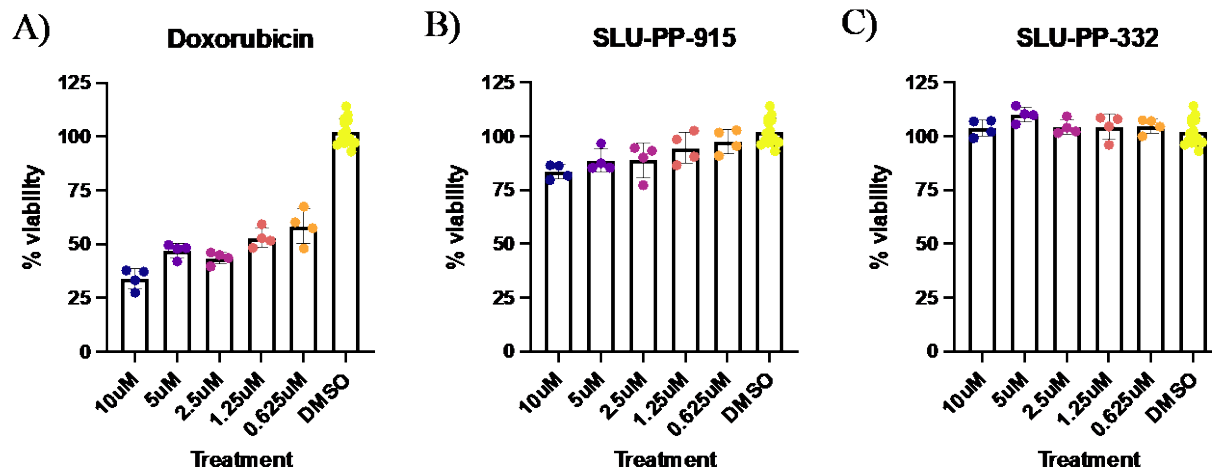 A)
Doxorubicin
% viability
125
100
75
50
25
0
10uM
5uM
2.5uM
1.25uM
0.625uM
DMSO
Treatment
B)
SLU-PP-915
% viability
125
100
75
50
25
0
10uM
5uM
2.5uM
1.25uM
0.625uM
DMSO
Treatment
C)
SLU-PP-332
% viability
125
100
75
50
25
0
10uM
5uM
2.5uM
1.25uM
0.625uM
DMSO
Treatment